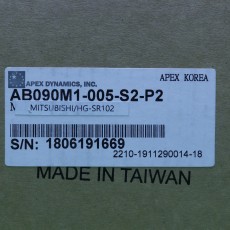 APEX DYNAMICS, INC.
APEX KOREA
AB090M1-005-S2-P2
MITSUBISHI/HG-SR102
S/N: 1806191669
2210-1911290014-18
MADE IN TAIWAN